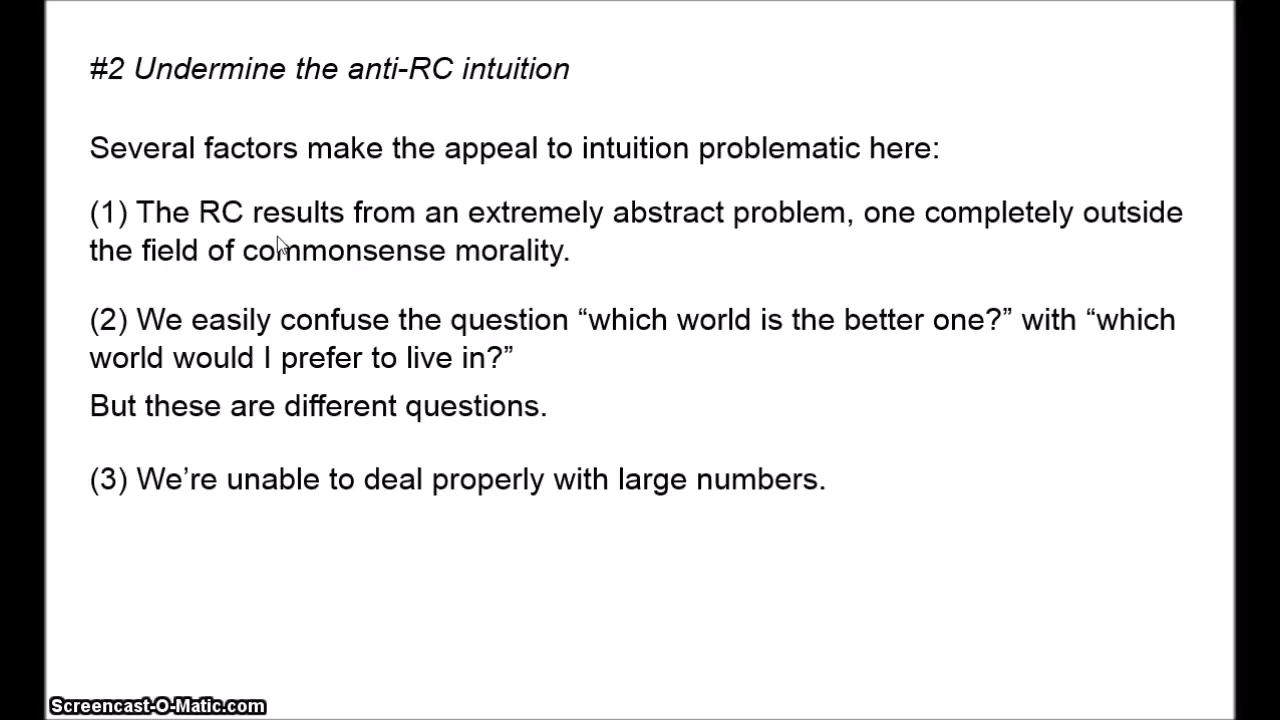 #2 Undermine the anti-RC intuition
Several factors make the appeal to intuition problematic here:
(1) The RC results from an extremely abstract problem, one completely outside
the field of commonsense morality.
(2) We easily confuse the question “which world is the better one?” with “which
world would I prefer to live in?”
But these are different questions.
(3) We’re unable to deal properly with large numbers.
Screencast-O-Matic.com